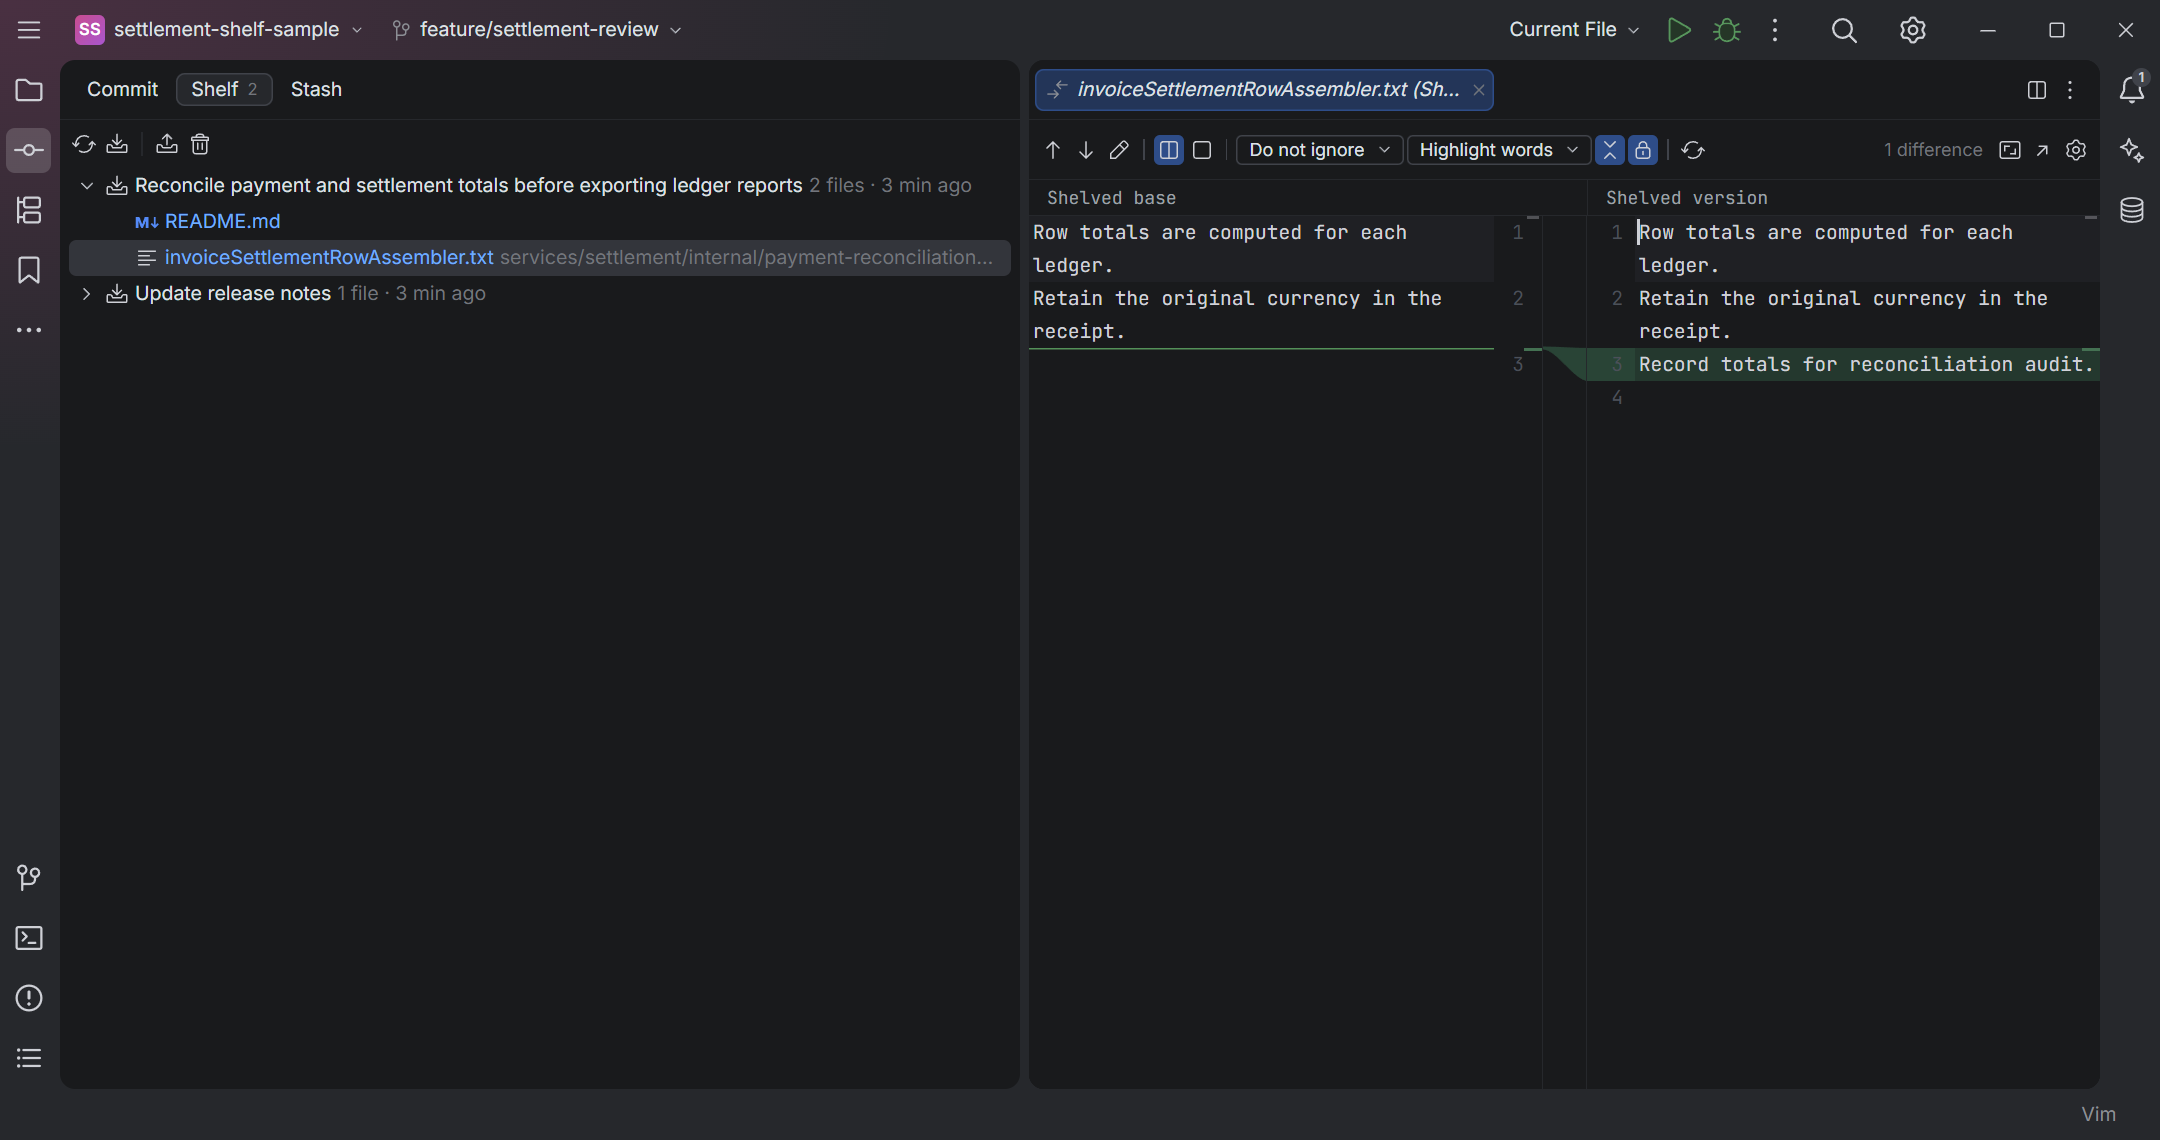 SS settlement-shelf-sample feature/settlement-review Current File
Commit Shelf 2 Stash
Reconcile payment and settlement totals before exporting ledger reports 2 files · 3 min ago
M↓ README.md
invoiceSettlementRowAssembler.txt services/settlement/internal/payment-reconciliation...
Update release notes 1 file · 3 min ago
invoiceSettlementRowAssembler.txt (Sh...
Do not ignore Highlight words 1 difference
Shelved base
Row totals are computed for each 1
ledger.
Retain the original currency in the 2
receipt.
3
Shelved version
1 Row totals are computed for each
ledger.
2 Retain the original currency in the
receipt.
3 Record totals for reconciliation audit.
4
1
Vim